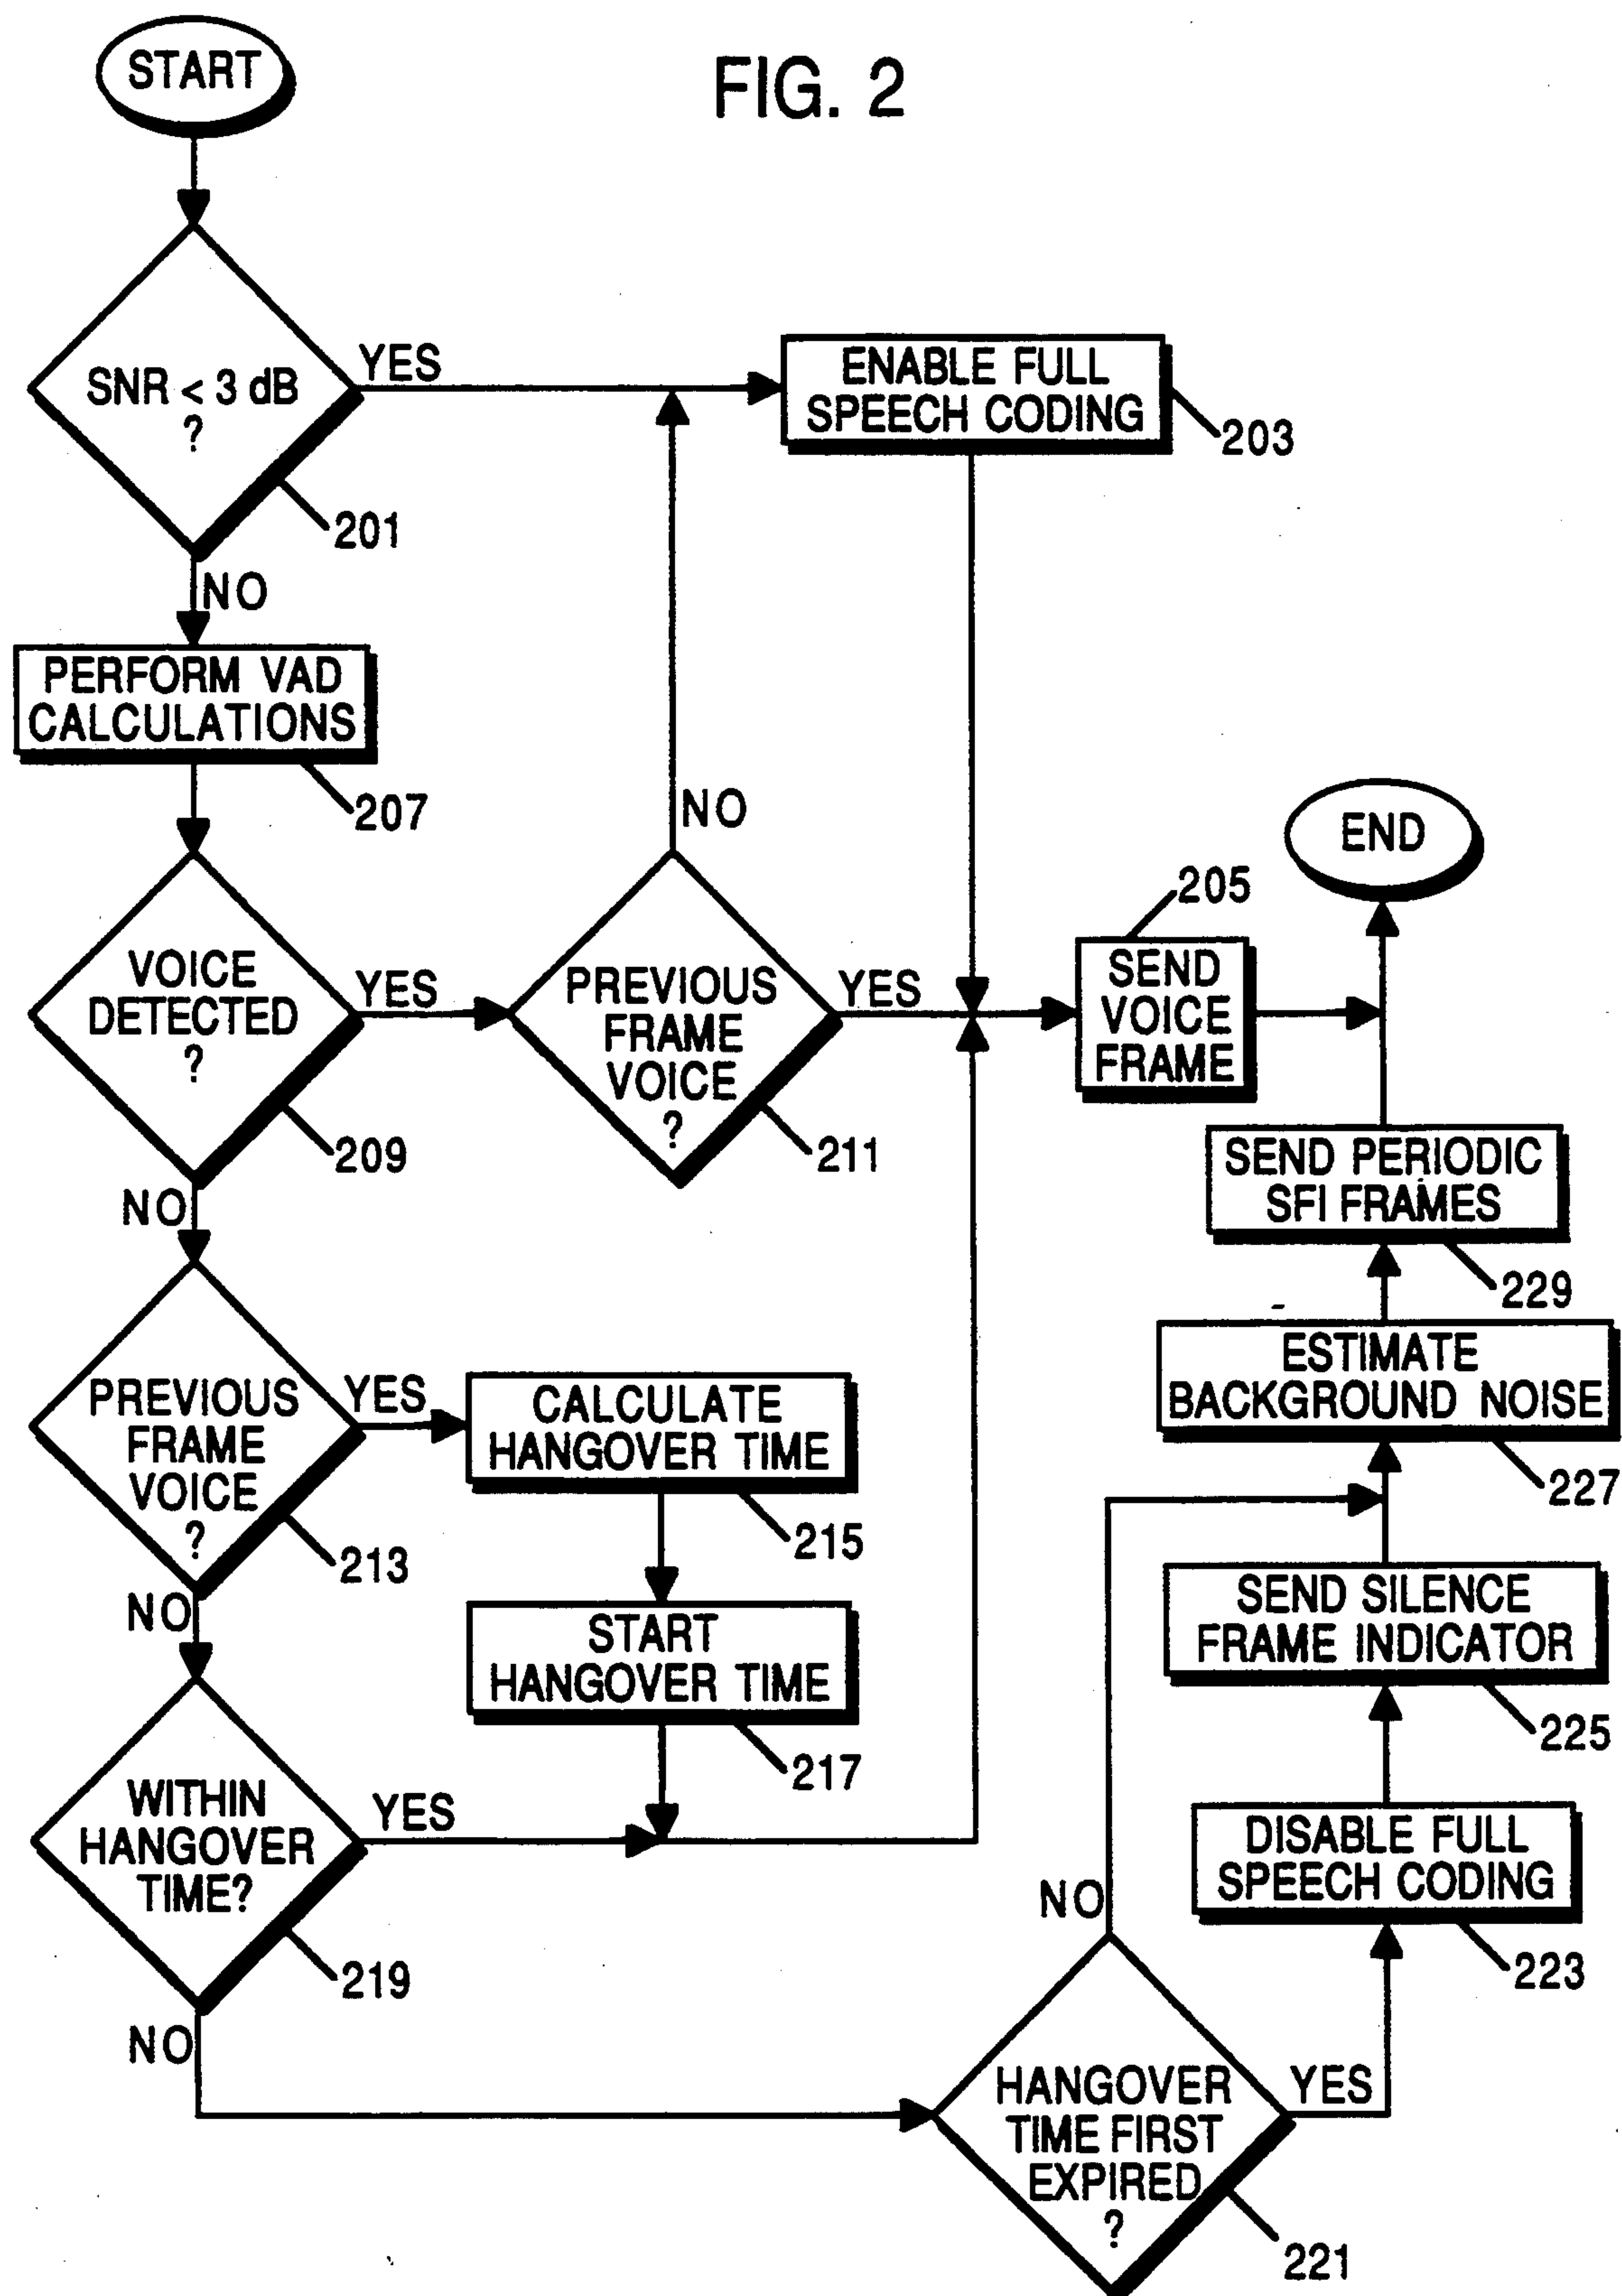 FIG. 2
START
SNR < 3 dB
?
201
YES
NO
ENABLE FULL
SPEECH CODING
203
PERFORM VAD
CALCULATIONS
207
VOICE
DETECTED
?
209
YES
NO
PREVIOUS
FRAME
VOICE
?
211
NO
YES
205
SEND
VOICE
FRAME
END
SEND PERIODIC
SFI FRAMES
229
ESTIMATE
BACKGROUND NOISE
227
PREVIOUS
FRAME
VOICE
?
213
YES
NO
CALCULATE
HANGOVER TIME
215
START
HANGOVER TIME
217
SEND SILENCE
FRAME INDICATOR
225
WITHIN
HANGOVER
TIME?
219
YES
NO
DISABLE FULL
SPEECH CODING
223
NO
HANGOVER
TIME FIRST
EXPIRED
?
221
YES